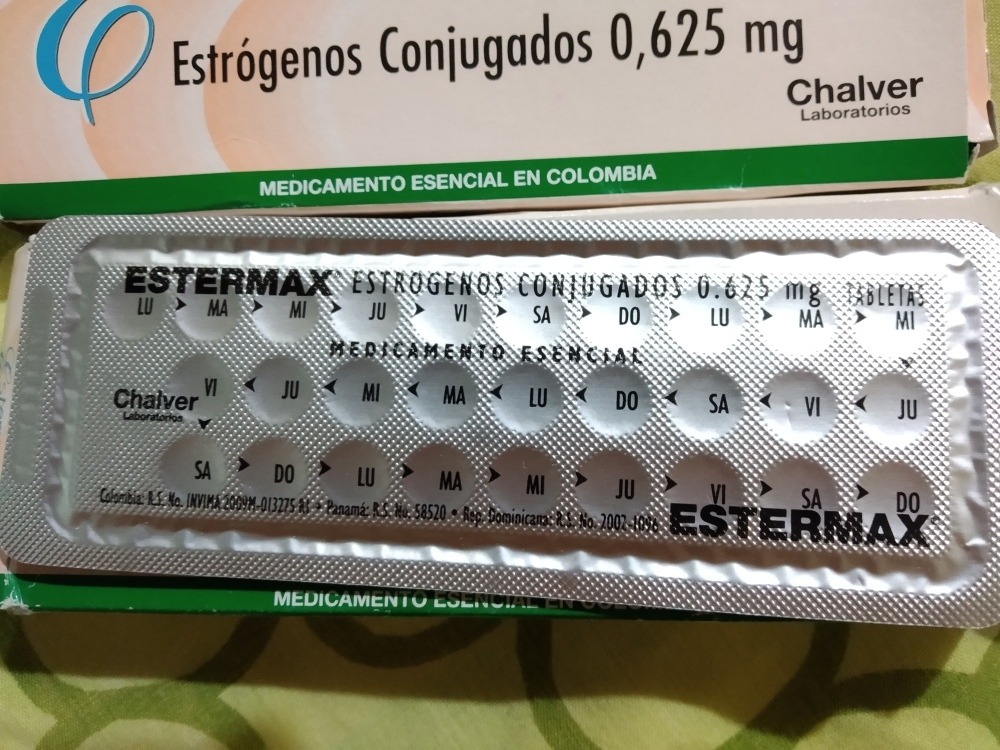 Estrógenos Conjugados 0,625 mg
Chalver
Laboratorios
MEDICAMENTO ESENCIAL EN COLOMBIA
ESTERMAX ESTROGENOS CONJUGADOS 0.625 mg TABLETAS
LU MA MI JU VI SA DO LU MA MI
MEDICAMENTO ESENCIAL
VI JU MI MA LU DO SA VI JU
Chalver
Laboratorios
SA DO LU MA MI JU VI SA DO
Colombia: R.S. No. INVIMA 2009M-013275 R1 • Panamá: R.S. No. 58520 • Rep. Dominicana: R.S. No. 2002-1096
ESTERMAX
MEDICAMENTO ESENCIAL EN